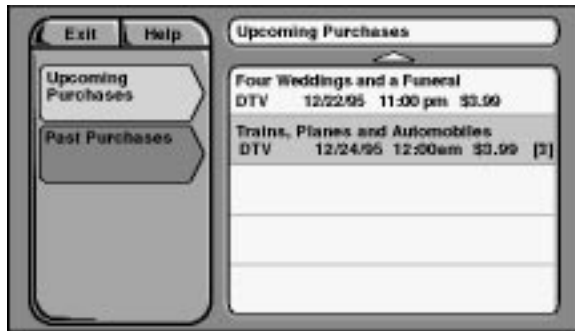 Exit Help
Upcoming Purchases
Upcoming
Purchases
Past Purchases
Four Weddings and a Funeral
DTV 12/22/95 11:00 pm $3.99
Trains, Planes and Automobiles
DTV 12/24/95 12:00am $3.99 [3]